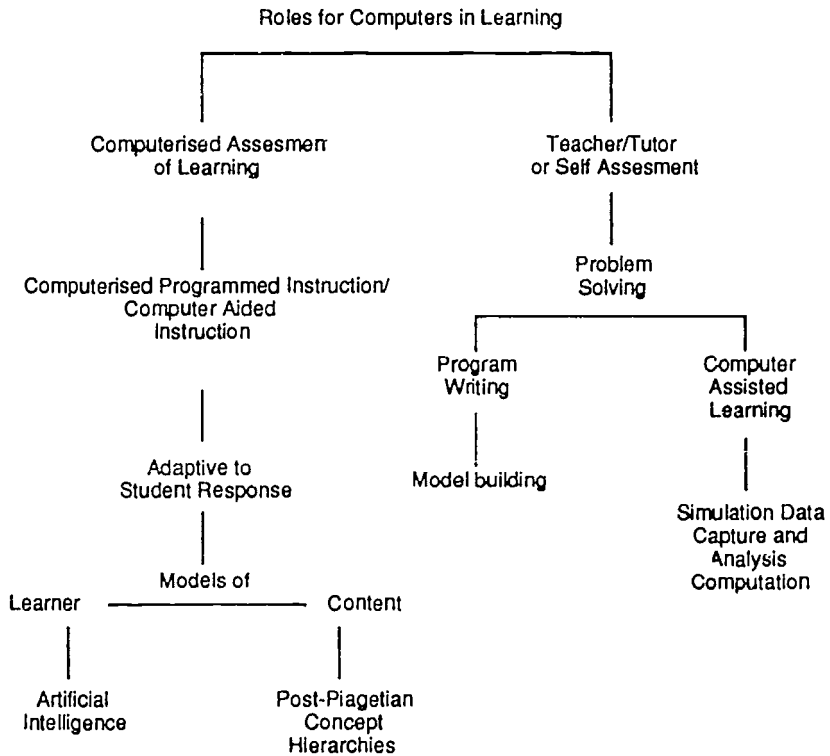 Roles for Computers in Learning
Computerised Assesment
of Learning
Teacher/Tutor
or Self Assesment
Computerised Programmed Instruction/
Computer Aided
Instruction
Problem
Solving
Program
Writing
Computer
Assisted
Learning
Adaptive to
Student Response
Model building
Simulation Data
Capture and
Analysis
Computation
Models of
Learner
Content
Artificial
Intelligence
Post-Piagetian
Concept
Hierarchies